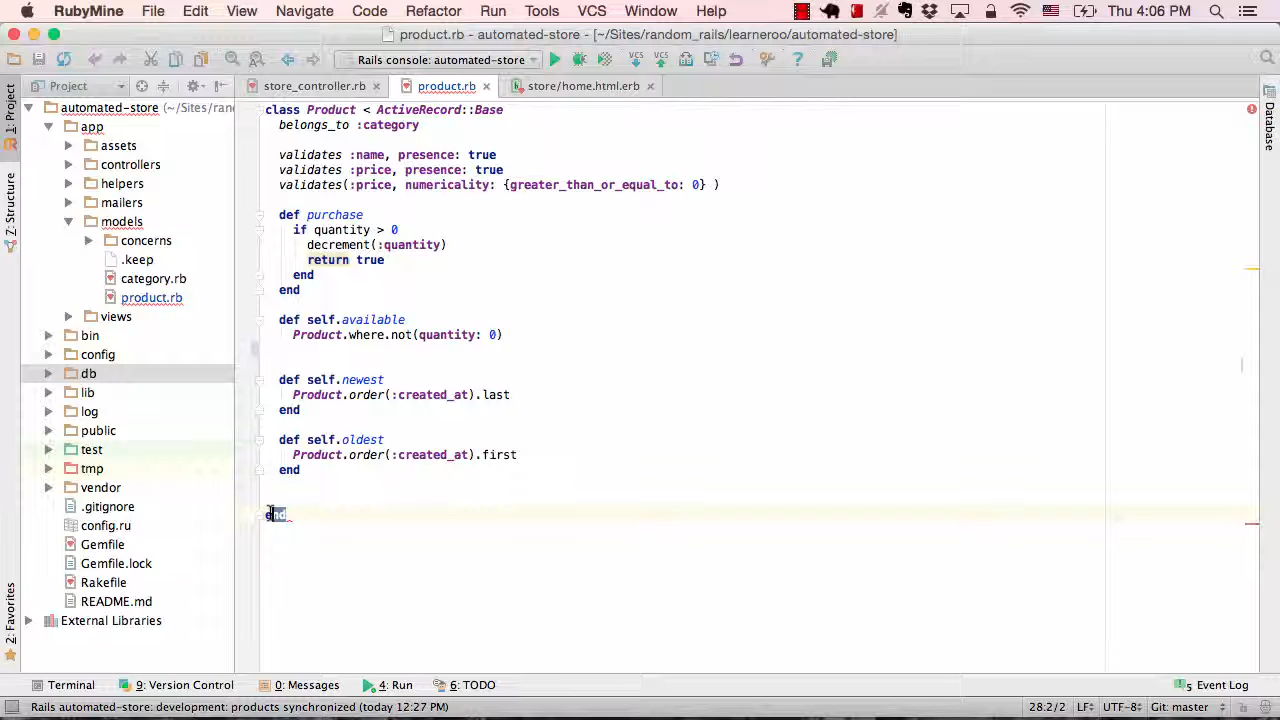 RubyMine File Edit View Navigate Code Refactor Run Tools VCS Window Help Thu 4:06 PM
product.rb - automated-store - [~/Sites/random_rails/learneroo/automated-store]
Rails console: automated-store
VCS VCS
Project store_controller.rb product.rb store/home.html.erb
1: Project
Z: Structure
2: Favorites
Database
automated-store (~/Sites/ran
app
assets
controllers
helpers
mailers
models
concerns
.keep
category.rb
product.rb
views
bin
config
db
lib
log
public
test
tmp
vendor
.gitignore
config.ru
Gemfile
Gemfile.lock
Rakefile
README.md
External Libraries
class Product < ActiveRecord::Base
belongs_to :category
validates :name, presence: true
validates :price, presence: true
validates(:price, numericality: {greater_than_or_equal_to: 0} )
def purchase
if quantity > 0
decrement(:quantity)
return true
end
end
def self.available
Product.where.not(quantity: 0)
def self.newest
Product.order(:created_at).last
end
def self.oldest
Product.order(:created_at).first
end
end
Terminal 9: Version Control 0: Messages 4: Run 6: TODO 5 Event Log
Rails automated-store: development: products synchronized (today 12:27 PM) 28:2/2 LF÷ UTF-8÷ Git: master